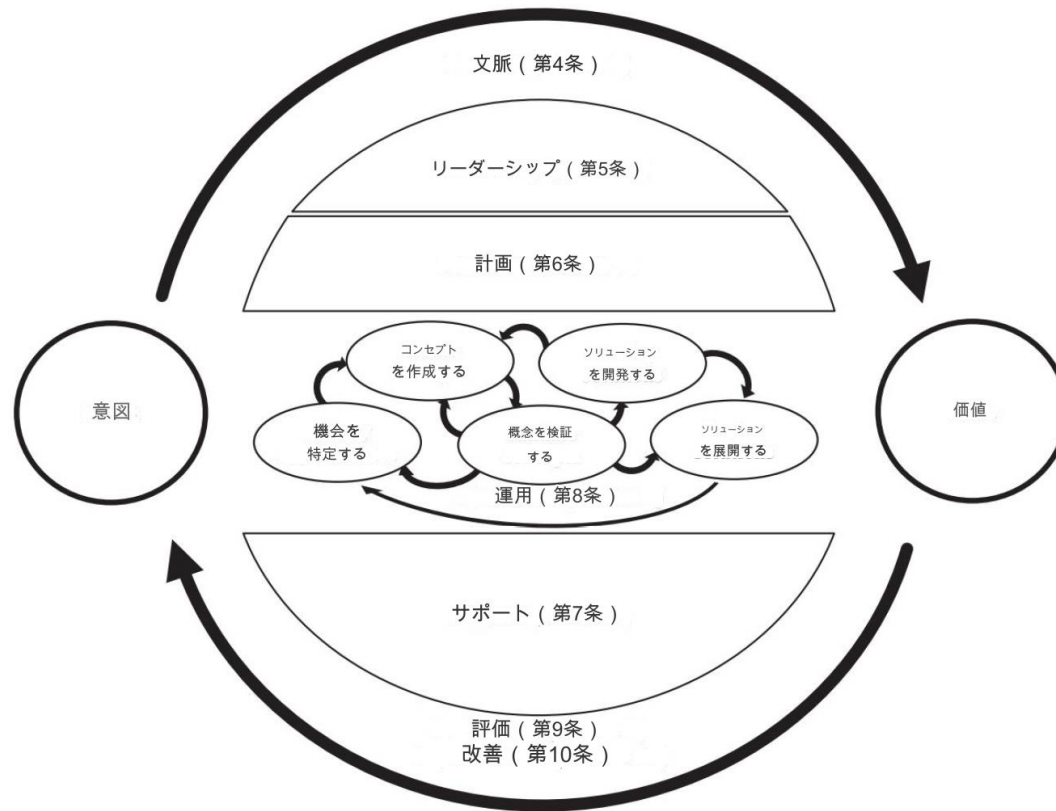 文脈（第4条）
リーダーシップ（第5条）
計画（第6条）
コンセプト
を作成する
ソリューション
を開発する
意図
機会を
特定する
概念を検証
する
ソリューション
を展開する
価値
運用（第8条）
サポート（第7条）
評価（第9条）
改善（第10条）